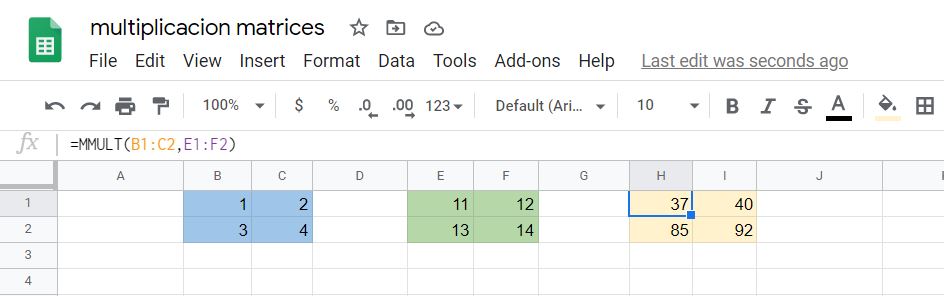 multiplicacion matrices
File Edit View Insert Format Data Tools Add-ons Help Last edit was seconds ago
100% $ % .0 .00 123 Default (Ari... 10 B I S A
fx =MMULT(B1:C2,E1:F2)
A B C D E F G H I J
1 1 2 11 12 37 40
2 3 4 13 14 85 92
3
4